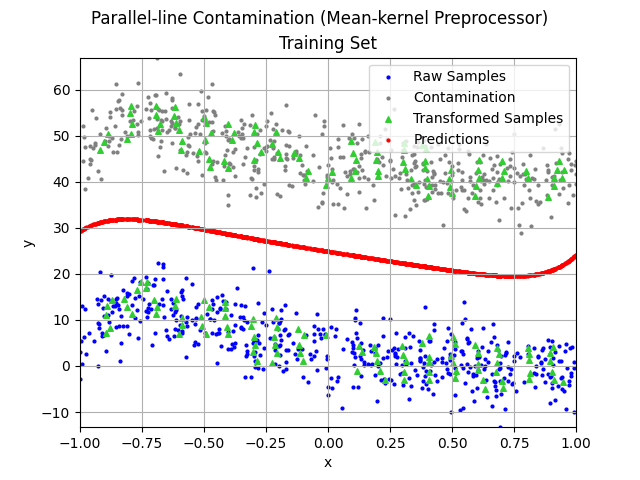 Parallel-line Contamination (Mean-kernel Preprocessor)
Training Set
Raw Samples
Contamination
Transformed Samples
Predictions
60
50
40
30
20
10
0
−10
y
−1.00 −0.75 −0.50 −0.25 0.00 0.25 0.50 0.75 1.00
x